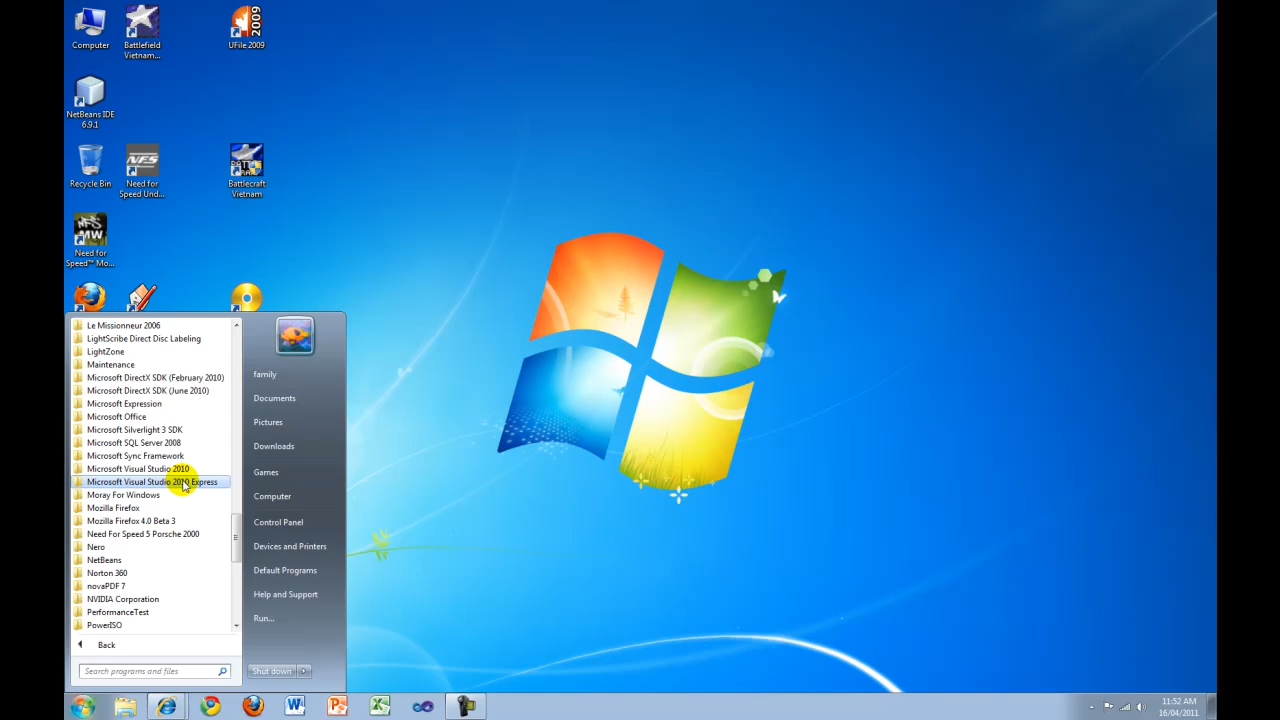 Computer
Battlefield
Vietnam...
2009
UFile 2009
NetBeans IDE
6.9.1
Recycle Bin
NFS
Need for
Speed Und...
Battlecraft
Vietnam
NFS
MW
Need for
Speed™ Mo...
Le Missionneur 2006
LightScribe Direct Disc Labeling
LightZone
Maintenance
Microsoft DirectX SDK (February 2010)
Microsoft DirectX SDK (June 2010)
Microsoft Expression
Microsoft Office
Microsoft Silverlight 3 SDK
Microsoft SQL Server 2008
Microsoft Sync Framework
Microsoft Visual Studio 2010
Microsoft Visual Studio 2010 Express
Moray For Windows
Mozilla Firefox
Mozilla Firefox 4.0 Beta 3
Need For Speed 5 Porsche 2000
Nero
NetBeans
Norton 360
novaPDF 7
NVIDIA Corporation
PerformanceTest
PowerISO
Back
Search programs and files
family
Documents
Pictures
Downloads
Games
Computer
Control Panel
Devices and Printers
Default Programs
Help and Support
Run...
Shut down
11:52 AM
16/04/2011